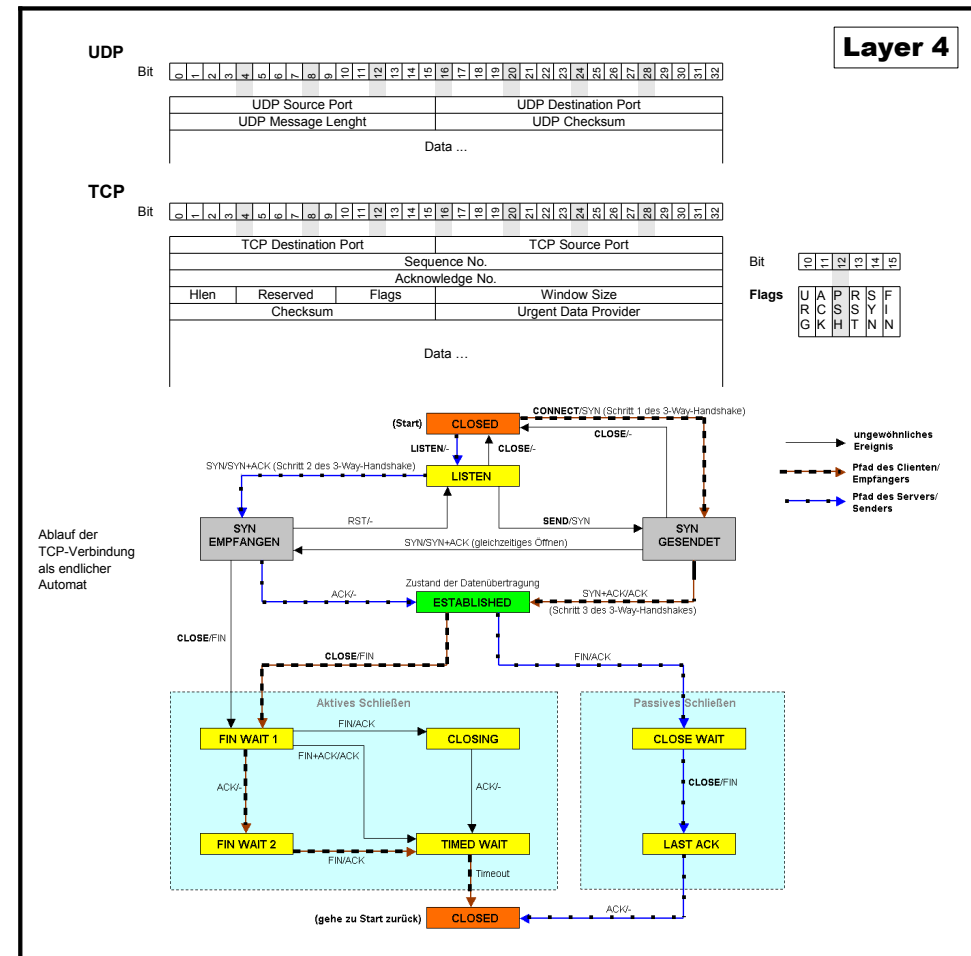 Layer 4
UDP
Bit 0 1 2 3 4 5 6 7 8 9 10 11 12 13 14 15 16 17 18 19 20 21 22 23 24 25 26 27 28 29 30 31 32
UDP Source Port UDP Destination Port
UDP Message Lenght UDP Checksum
Data ...
TCP
Bit 0 1 2 3 4 5 6 7 8 9 10 11 12 13 14 15 16 17 18 19 20 21 22 23 24 25 26 27 28 29 30 31 32
TCP Destination Port TCP Source Port
Sequence No.
Acknowledge No.
Hlen Reserved Flags Window Size
Checksum Urgent Data Provider
Data ...
Bit 10 11 12 13 14 15
Flags URG ACK PSH RST SYN FIN
CONNECT/SYN (Schritt 1 des 3-Way-Handshake)
(Start) CLOSED
CLOSE/-
LISTEN/- CLOSE/-
SYN/SYN+ACK (Schritt 2 des 3-Way-Handshake)
LISTEN
ungewöhnliches
Ereignis
Pfad des Clienten/
Empfängers
Pfad des Servers/
Senders
RST/-
SEND/SYN
SYN
EMPFANGEN
SYN
GESENDET
SYN/SYN+ACK (gleichzeitiges Öffnen)
Ablauf der
TCP-Verbindung
als endlicher
Automat
Zustand der Datenübertragung
ACK/-
ESTABLISHED
SYN+ACK/ACK
(Schritt 3 des 3-Way-Handshakes)
CLOSE/FIN
CLOSE/FIN
FIN/ACK
Aktives Schließen
Passives Schließen
FIN WAIT 1
FIN/ACK
CLOSING
CLOSE WAIT
FIN+ACK/ACK
ACK/-
ACK/-
CLOSE/FIN
FIN WAIT 2
FIN/ACK
TIMED WAIT
LAST ACK
Timeout
(gehe zu Start zurück) CLOSED
ACK/-